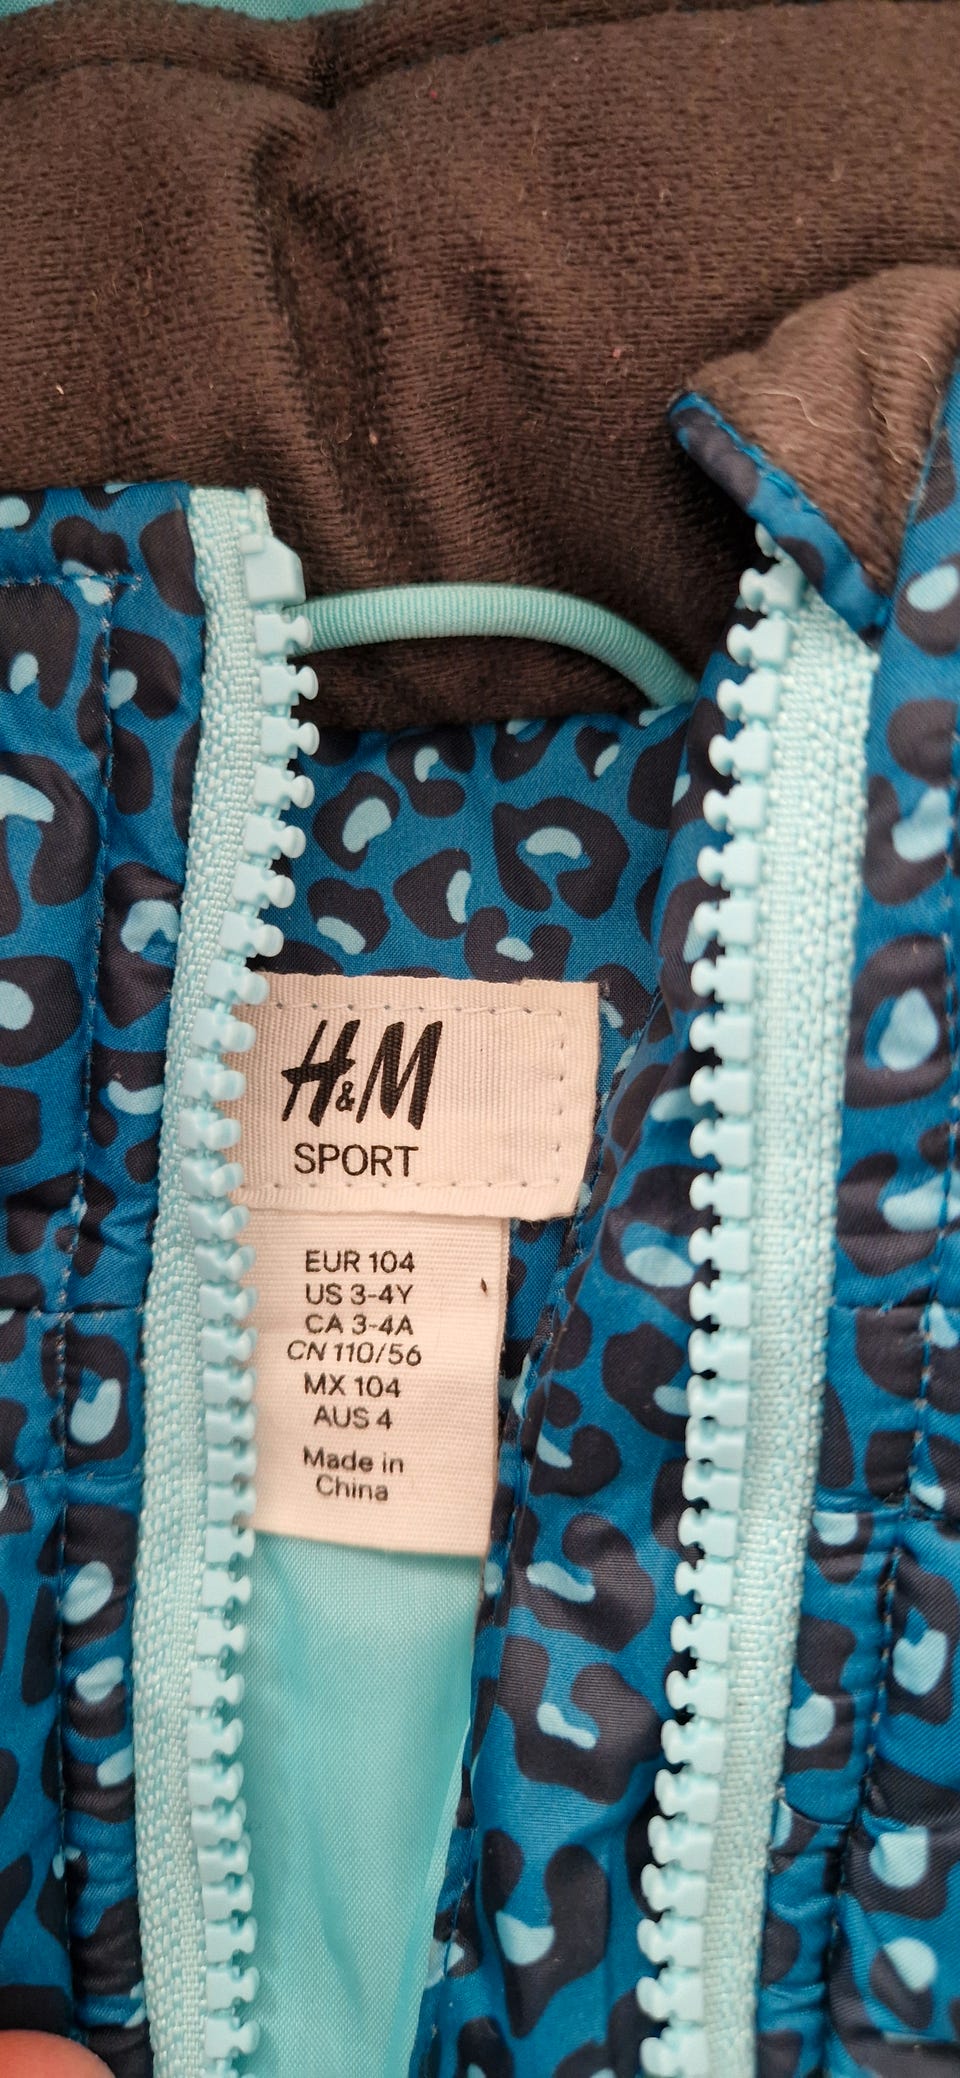 H&M
SPORT
EUR 104
US 3-4Y
CA 3-4A
CN 110/56
MX 104
AUS 4
Made in
China